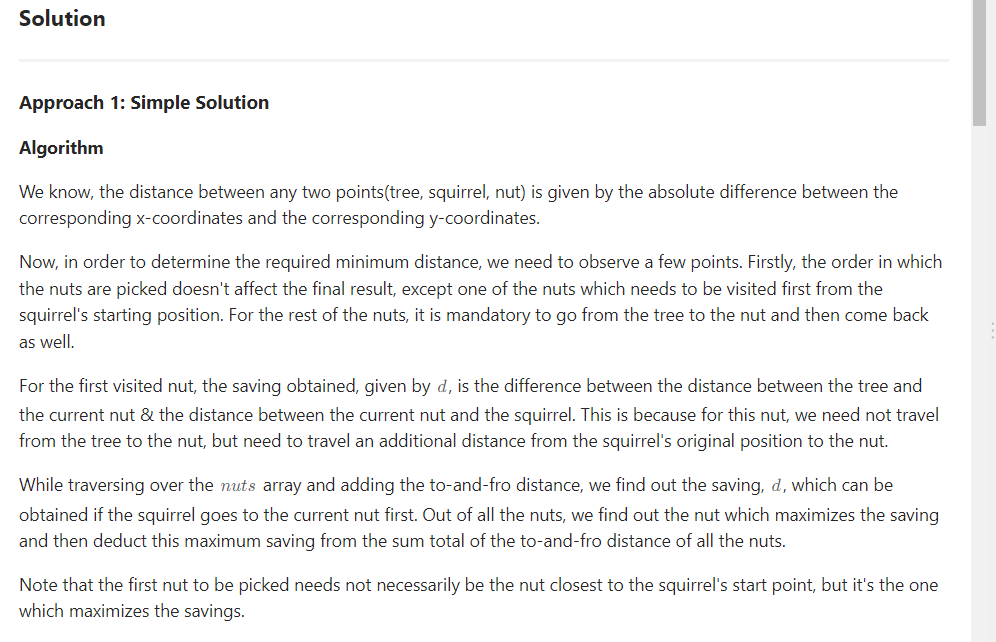 Solution
Approach 1: Simple Solution
Algorithm
We know, the distance between any two points(tree, squirrel, nut) is given by the absolute difference between the
corresponding x-coordinates and the corresponding y-coordinates.
Now, in order to determine the required minimum distance, we need to observe a few points. Firstly, the order in which
the nuts are picked doesn't affect the final result, except one of the nuts which needs to be visited first from the
squirrel's starting position. For the rest of the nuts, it is mandatory to go from the tree to the nut and then come back
as well.
For the first visited nut, the saving obtained, given by d, is the difference between the distance between the tree and
the current nut & the distance between the current nut and the squirrel. This is because for this nut, we need not travel
from the tree to the nut, but need to travel an additional distance from the squirrel's original position to the nut.
While traversing over the nuts array and adding the to-and-fro distance, we find out the saving, d, which can be
obtained if the squirrel goes to the current nut first. Out of all the nuts, we find out the nut which maximizes the saving
and then deduct this maximum saving from the sum total of the to-and-fro distance of all the nuts.
Note that the first nut to be picked needs not necessarily be the nut closest to the squirrel's start point, but it's the one
which maximizes the savings.